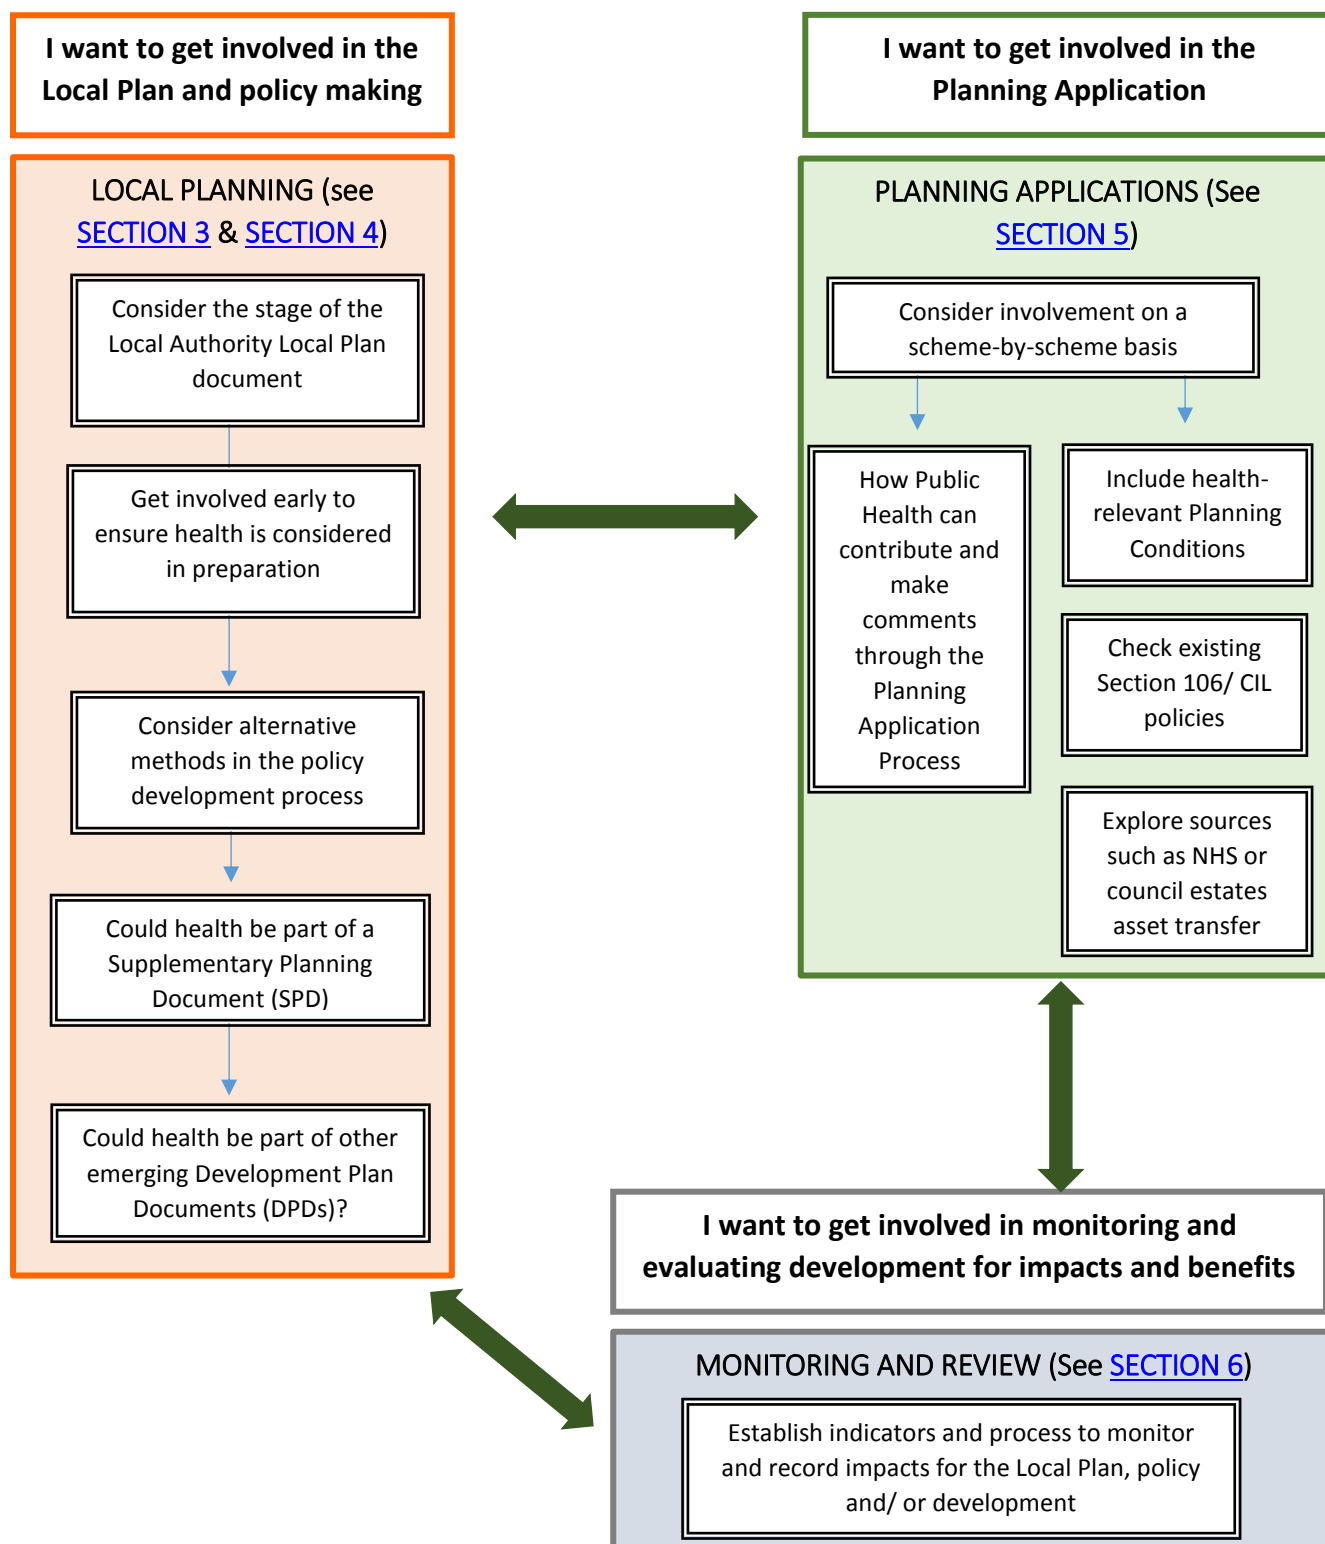 I want to get involved in the
Local Plan and policy making
LOCAL PLANNING (see
SECTION 3 & SECTION 4)
Consider the stage of the
Local Authority Local Plan
document
Get involved early to
ensure health is considered
in preparation
Consider alternative
methods in the policy
development process
Could health be part of a
Supplementary Planning
Document (SPD)
Could health be part of other
emerging Development Plan
Documents (DPDs)?
I want to get involved in the
Planning Application
PLANNING APPLICATIONS (See
SECTION 5)
Consider involvement on a
scheme-by-scheme basis
How Public
Health can
contribute and
make
comments
through the
Planning
Application
Process
Include health-
relevant Planning
Conditions
Check existing
Section 106/ CIL
policies
Explore sources
such as NHS or
council estates
asset transfer
I want to get involved in monitoring and
evaluating development for impacts and benefits
MONITORING AND REVIEW (See SECTION 6)
Establish indicators and process to monitor
and record impacts for the Local Plan, policy
and/ or development